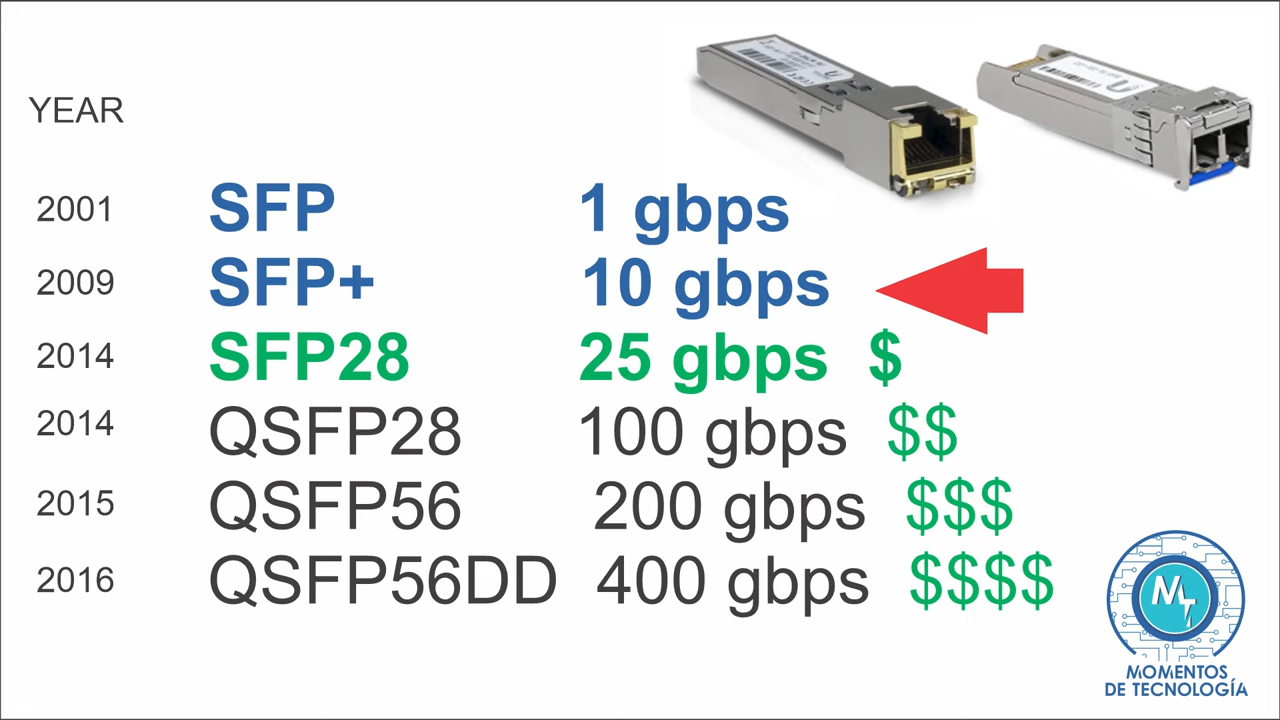 YEAR
2001 SFP 1 gbps
2009 SFP+ 10 gbps
2014 SFP28 25 gbps $
2014 QSFP28 100 gbps $$
2015 QSFP56 200 gbps $$$
2016 QSFP56DD 400 gbps $$$$
MT
MOMENTOS
DE TECNOLOGÍA